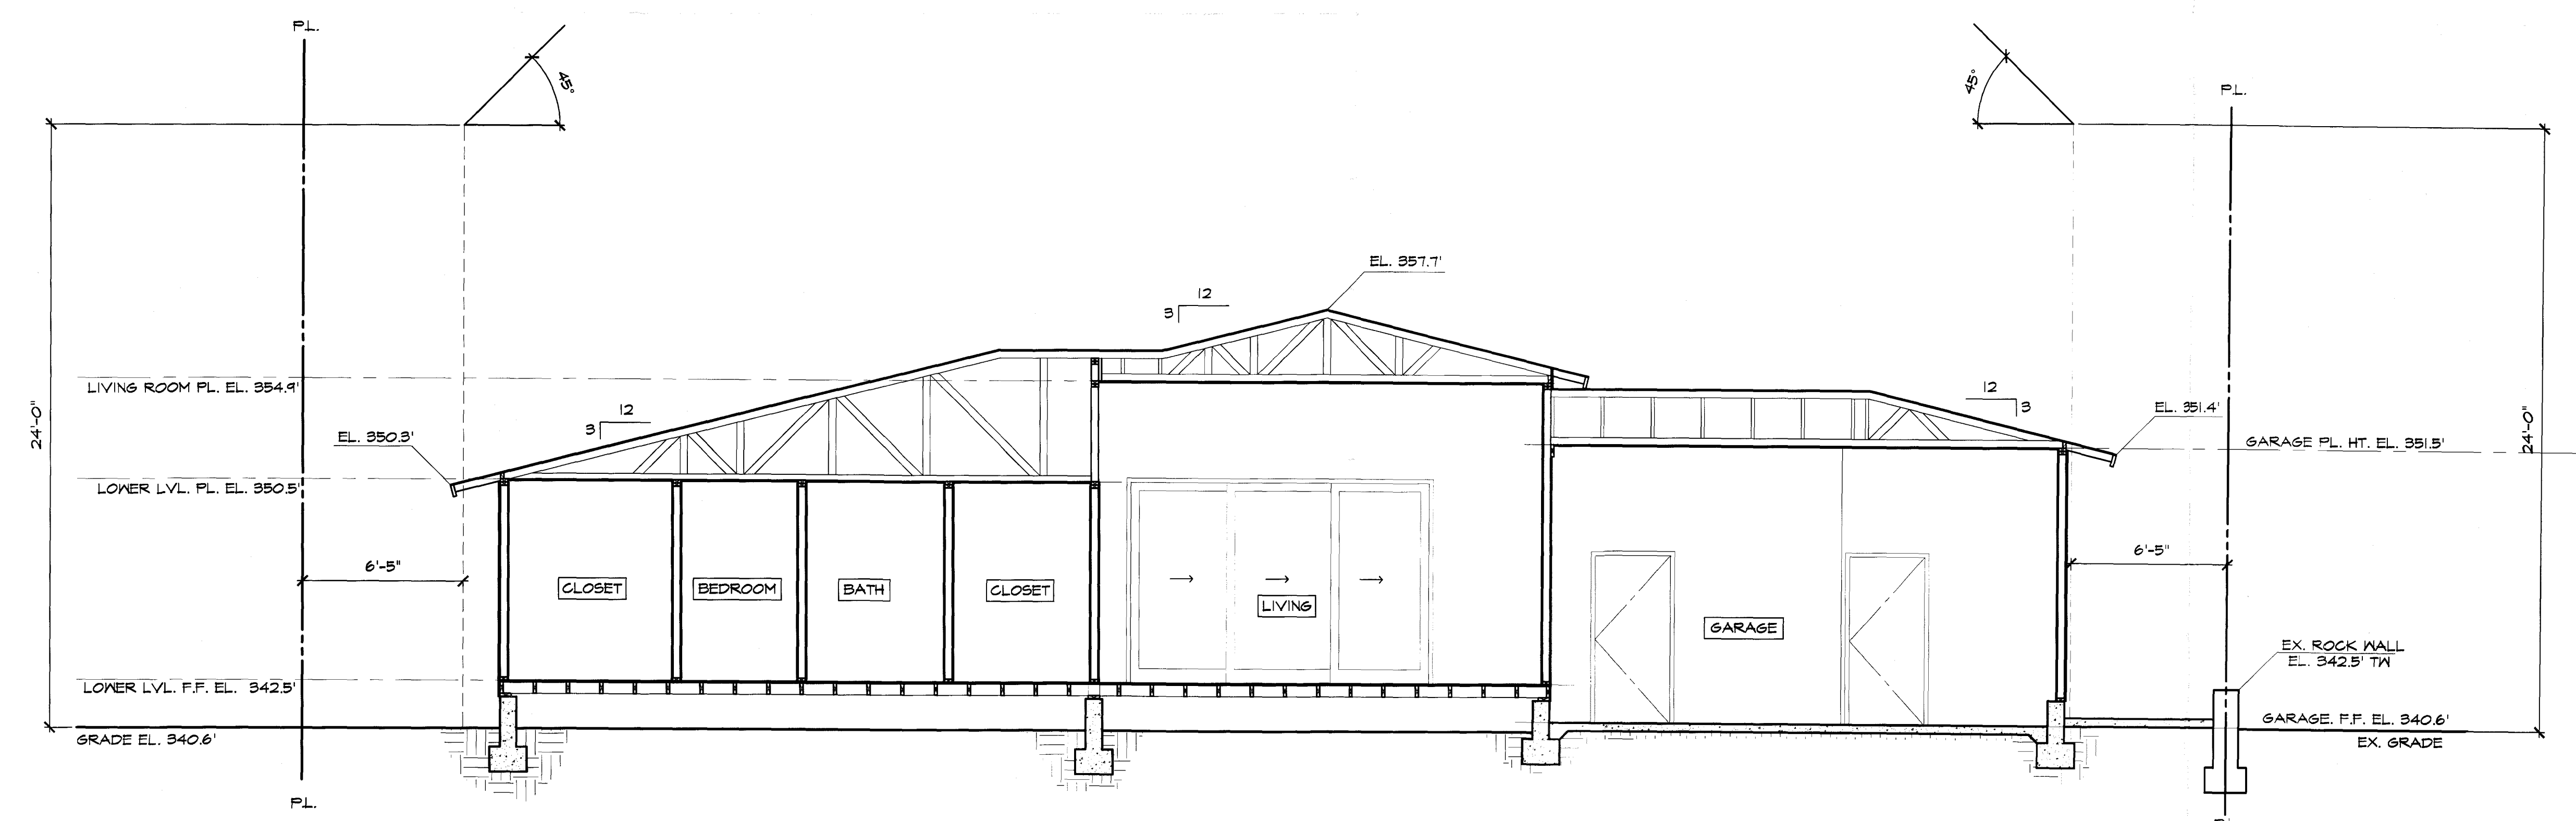 P.L.
45°
45°
P.L.
EL. 357.7'
12
3
LIVING ROOM PL. EL. 354.9'
24'-0"
12
3
EL. 350.3'
12
3
EL. 351.4'
GARAGE PL. HT. EL. 351.5'
24'-0"
LOWER LVL. PL. EL. 350.5'
6'-5"
6'-5"
CLOSET
BEDROOM
BATH
CLOSET
LIVING
GARAGE
EX. ROCK WALL
EL. 342.5' TW
LOWER LVL. F.F. EL. 342.5'
GARAGE. F.F. EL. 340.6'
GRADE EL. 340.6'
EX. GRADE
P.L.